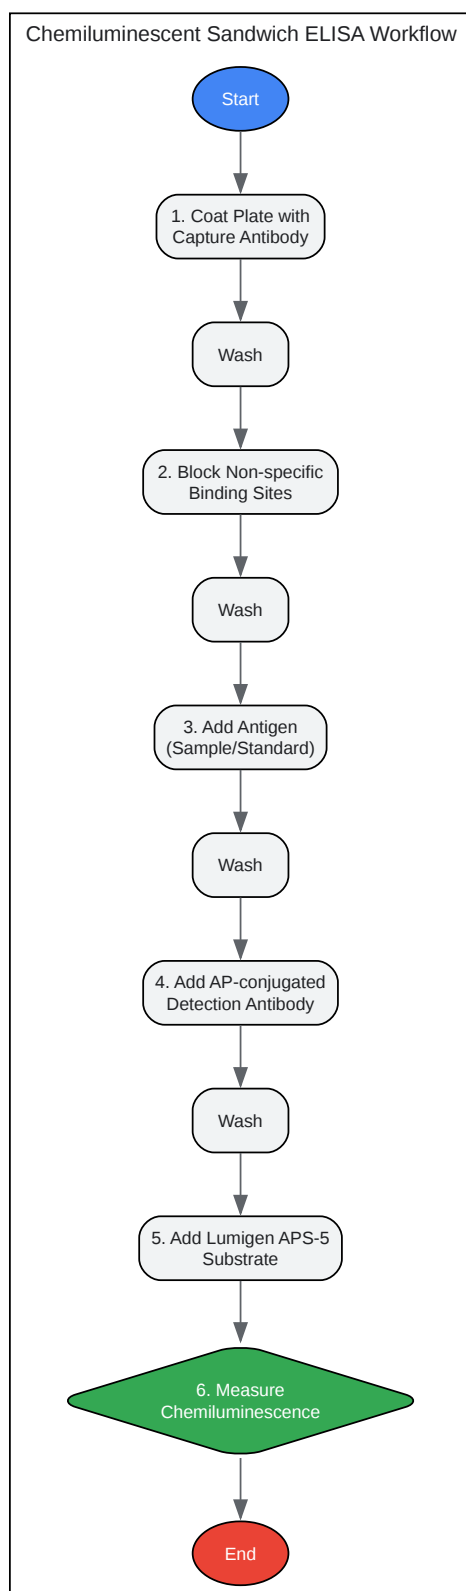 Chemiluminescent Sandwich ELISA Workflow
Start
1. Coat Plate with
Capture Antibody
Wash
2. Block Non-specific
Binding Sites
Wash
3. Add Antigen
(Sample/Standard)
Wash
4. Add AP-conjugated
Detection Antibody
Wash
5. Add Lumigen APS-5
Substrate
6. Measure
Chemiluminescence
End